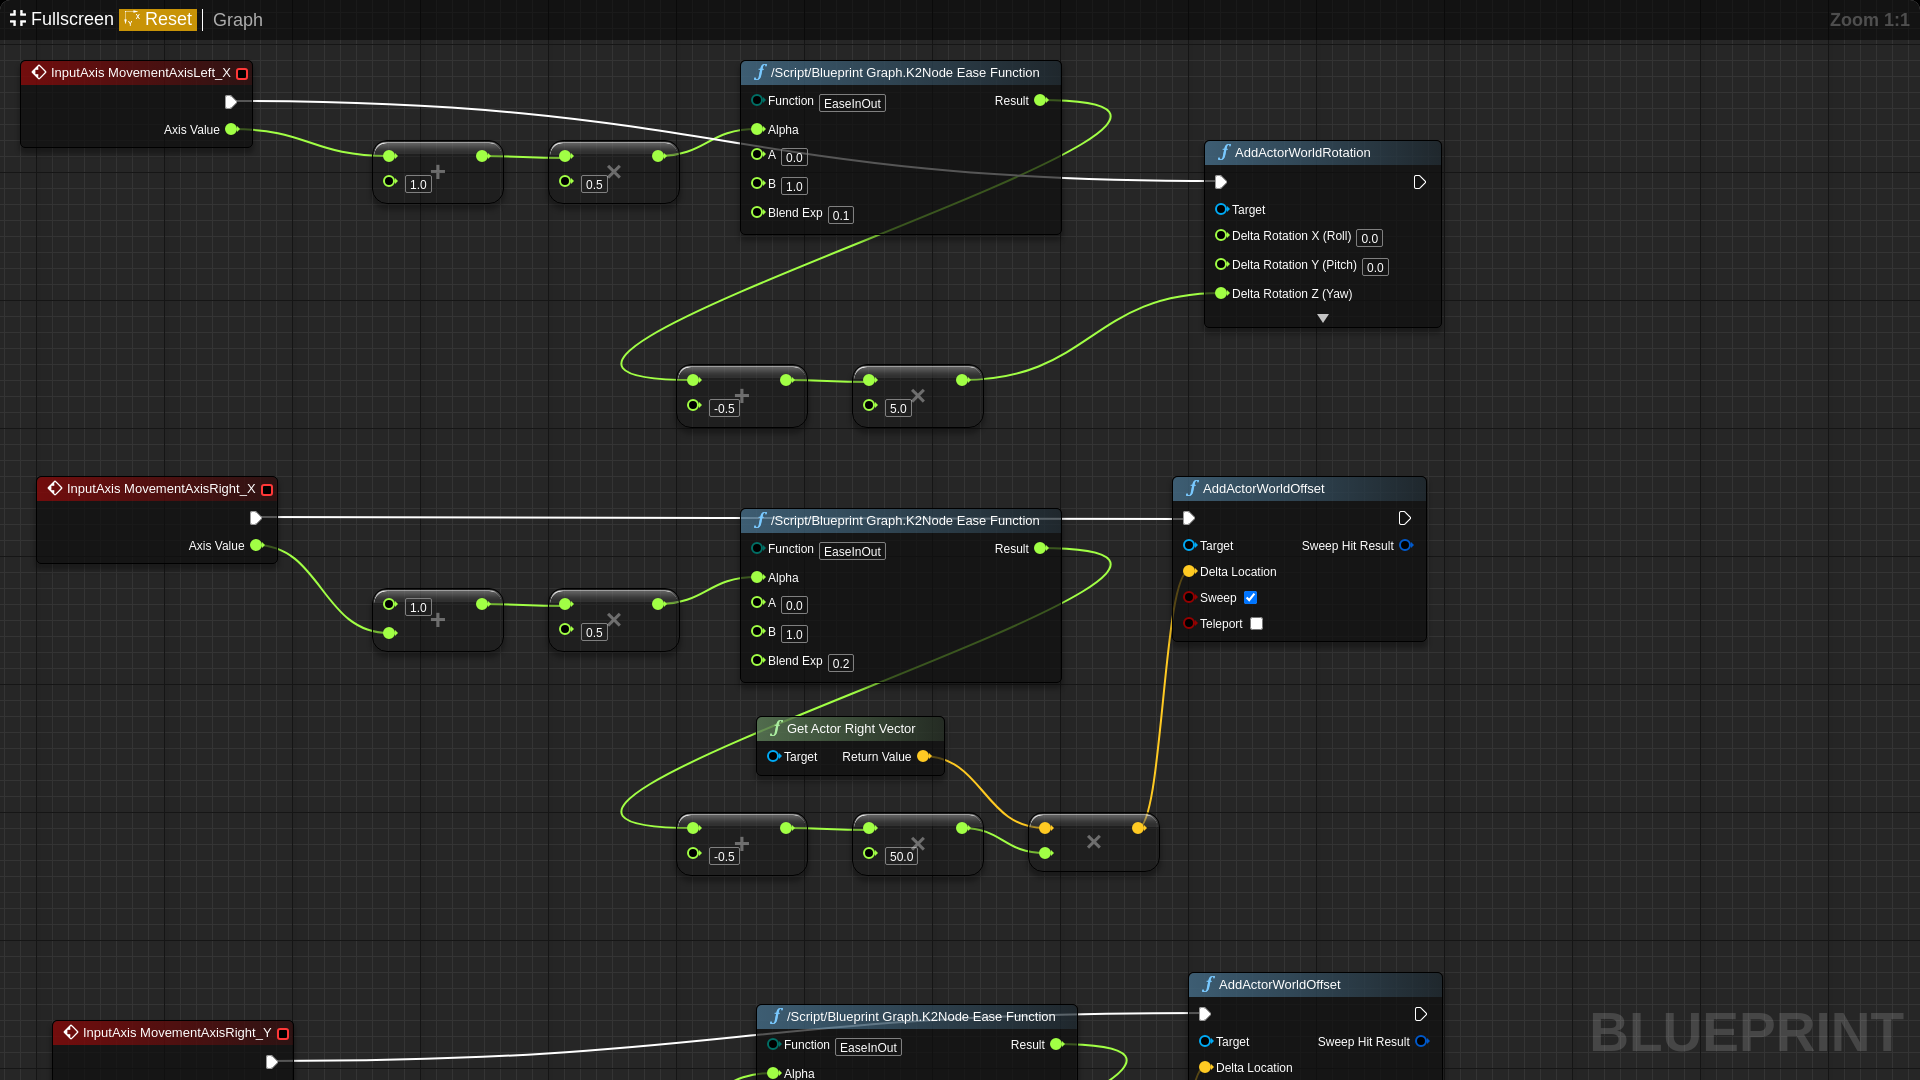 Fullscreen Reset Graph
Zoom 1:1
InputAxis MovementAxisLeft_X
Axis Value
+
1.0
×
0.5
/Script/Blueprint Graph.K2Node Ease Function
Function EaseInOut Result
Alpha
A 0.0
B 1.0
Blend Exp 0.1
AddActorWorldRotation
Target
Delta Rotation X (Roll) 0.0
Delta Rotation Y (Pitch) 0.0
Delta Rotation Z (Yaw)
+
-0.5
×
5.0
InputAxis MovementAxisRight_X
Axis Value
1.0
+
×
0.5
/Script/Blueprint Graph.K2Node Ease Function
Function EaseInOut Result
Alpha
A 0.0
B 1.0
Blend Exp 0.2
AddActorWorldOffset
Target Sweep Hit Result
Delta Location
Sweep
Teleport
Get Actor Right Vector
Target Return Value
+
-0.5
×
50.0
×
InputAxis MovementAxisRight_Y
/Script/Blueprint Graph.K2Node Ease Function
Function EaseInOut Result
Alpha
AddActorWorldOffset
Target Sweep Hit Result
Delta Location
BLUEPRINT